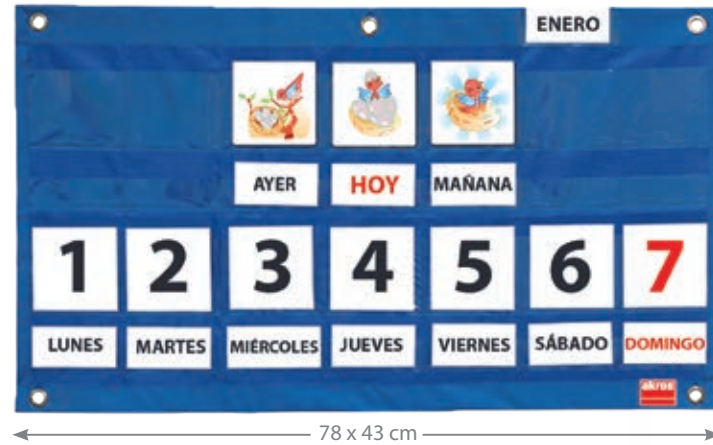 ENERO
AYER HOY MAÑANA
1 2 3 4 5 6 7
LUNES MARTES MIÉRCOLES JUEVES VIERNES SÁBADO DOMINGO
akros
78 x 43 cm